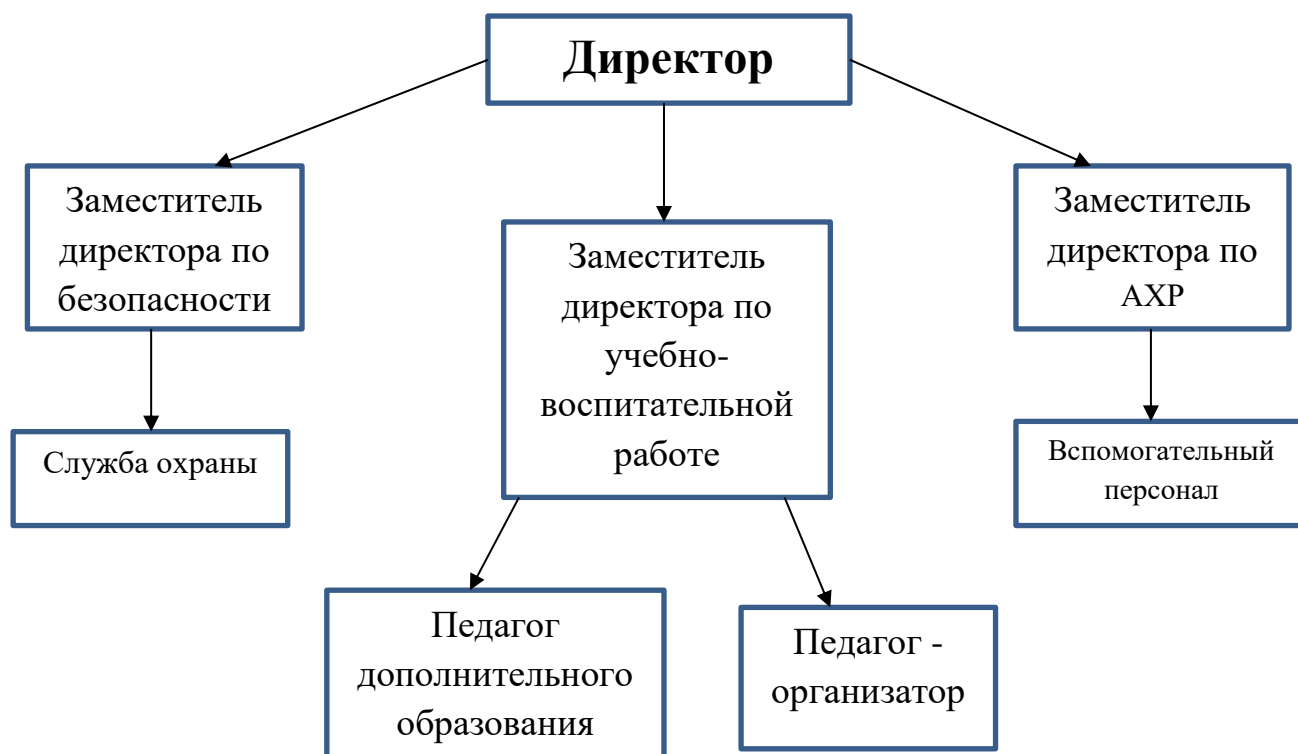 Директор
Заместитель
директора по
безопасности
Заместитель
директора по
учебно-
воспитательной
работе
Заместитель
директора по
АХР
Служба охраны
Вспомогательный
персонал
Педагог
дополнительного
образования
Педагог -
организатор